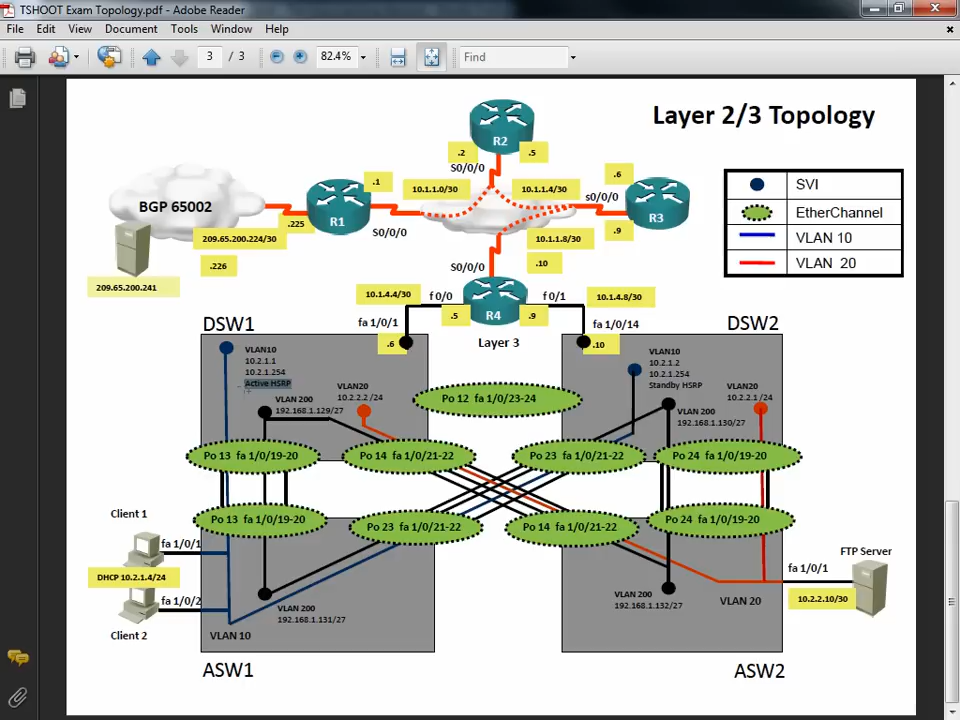 TSHOOT Exam Topology.pdf - Adobe Reader
File Edit View Document Tools Window Help
3 / 3 82.4% Find
Layer 2/3 Topology
R2
.2 .5
S0/0/0
BGP 65002
.1
R1
10.1.1.0/30
10.1.1.4/30
.6
s0/0/0
R3
.225
S0/0/0
.9
209.65.200.224/30
.226
209.65.200.241
10.1.1.8/30
.10
S0/0/0
SVI
EtherChannel
VLAN 10
VLAN 20
10.1.4.4/30
f 0/0
R4
f 0/1
10.1.4.8/30
.5
.9
DSW1
fa 1/0/1
.6
Layer 3
fa 1/0/14
.10
DSW2
VLAN10
10.2.1.1
10.2.1.254
Active HSRP
VLAN20
10.2.2.2 /24
VLAN 200
192.168.1.129/27
Po 12 fa 1/0/23-24
VLAN10
10.2.1.2
10.2.1.254
Standby HSRP
VLAN20
10.2.2.1 /24
VLAN 200
192.168.1.130/27
Po 13 fa 1/0/19-20
Po 14 fa 1/0/21-22
Po 23 fa 1/0/21-22
Po 24 fa 1/0/19-20
Po 13 fa 1/0/19-20
Po 23 fa 1/0/21-22
Po 14 fa 1/0/21-22
Po 24 fa 1/0/19-20
Client 1
fa 1/0/1
DHCP 10.2.1.4/24
fa 1/0/2
Client 2
VLAN 10
VLAN 200
192.168.1.131/27
ASW1
VLAN 200
192.168.1.132/27
VLAN 20
FTP Server
fa 1/0/1
10.2.2.10/30
ASW2